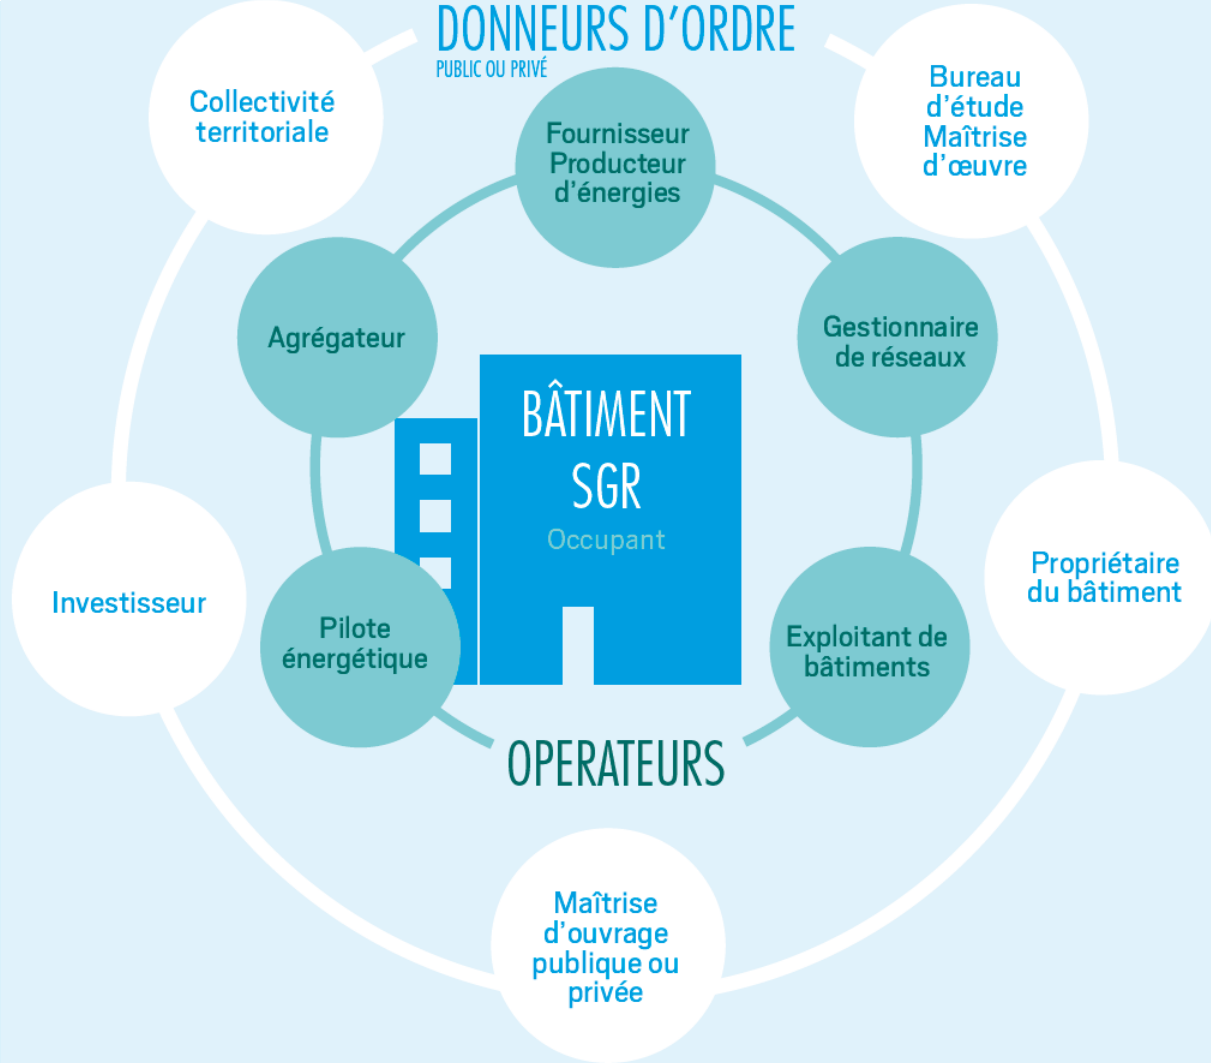 DONNEURS D'ORDRE
PUBLIC OU PRIVÉ
Collectivité
territoriale
Bureau
d'étude
Maîtrise
d'œuvre
Fournisseur
Producteur
d'énergies
Agrégateur
Gestionnaire
de réseaux
BÂTIMENT
SGR
Occupant
Investisseur
Propriétaire
du bâtiment
Pilote
énergétique
Exploitant de
bâtiments
OPERATEURS
Maîtrise
d'ouvrage
publique ou
privée